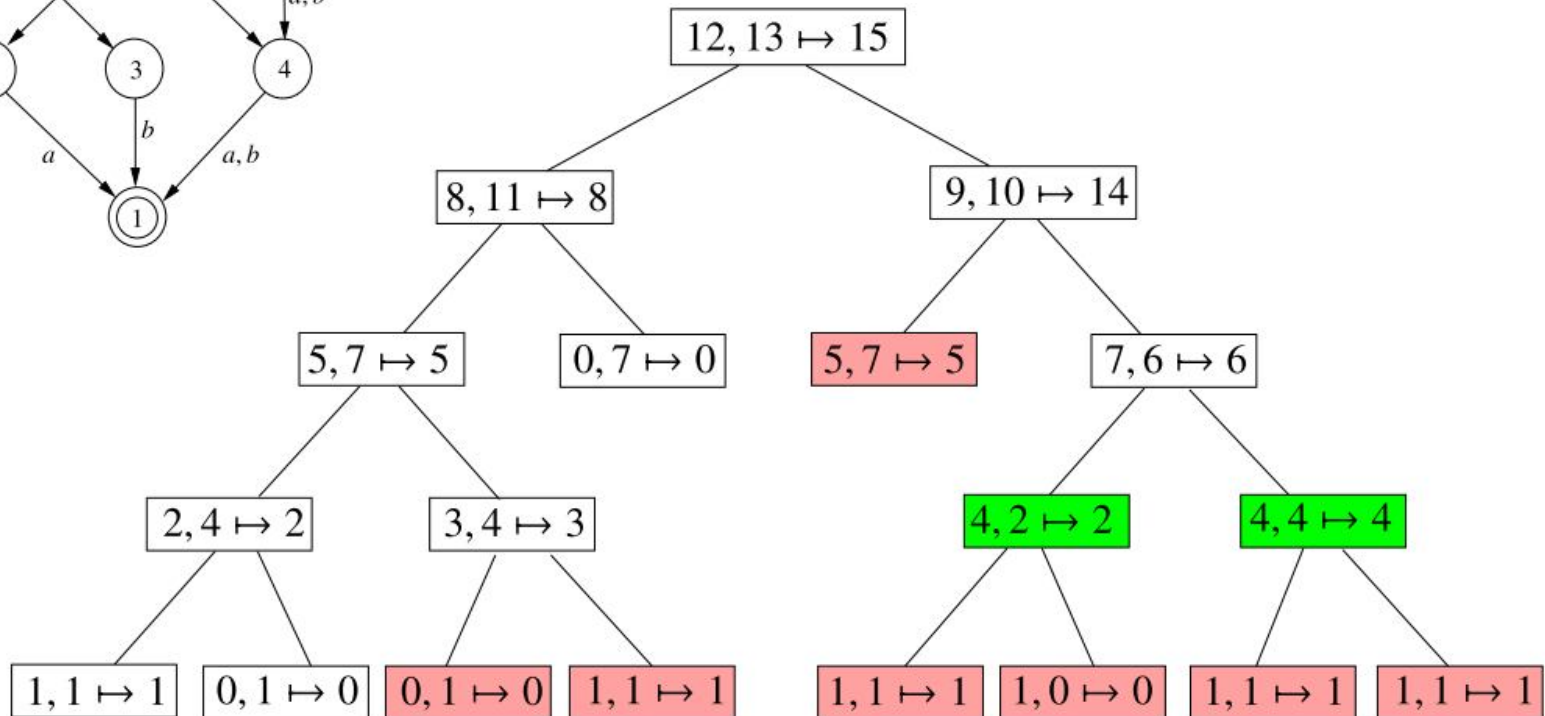 a, b
12, 13 ↦ 15
3
4
b
a
a, b
8, 11 ↦ 8
9, 10 ↦ 14
1
5, 7 ↦ 5
0, 7 ↦ 0
5, 7 ↦ 5
7, 6 ↦ 6
2, 4 ↦ 2
3, 4 ↦ 3
4, 2 ↦ 2
4, 4 ↦ 4
1, 1 ↦ 1
0, 1 ↦ 0
0, 1 ↦ 0
1, 1 ↦ 1
1, 1 ↦ 1
1, 0 ↦ 0
1, 1 ↦ 1
1, 1 ↦ 1